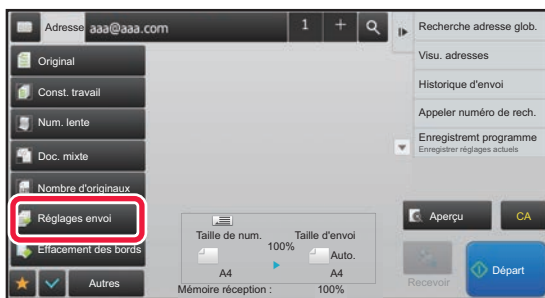 Adresse aaa@aaa.com 1 +
Original
Const. travail
Num. lente
Doc. mixte
Nombre d'originaux
Réglages envoi
Effacement des bords
Autres
Taille de num. Taille d'envoi
100%
Auto.
A4 A4
Mémoire réception : 100%
Recherche adresse glob.
Visu. adresses
Historique d'envoi
Appeler numéro de rech.
Enregistremt programme
Enregistrer réglages actuels
Aperçu CA
Recevoir Départ